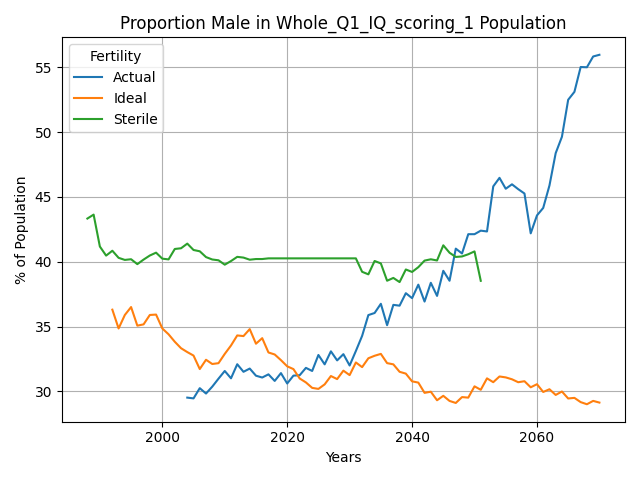 Proportion Male in Whole_Q1_IQ_scoring_1 Population
Fertility
Actual
Ideal
Sterile
% of Population
55
50
45
40
35
30
2000
2020
2040
2060
Years